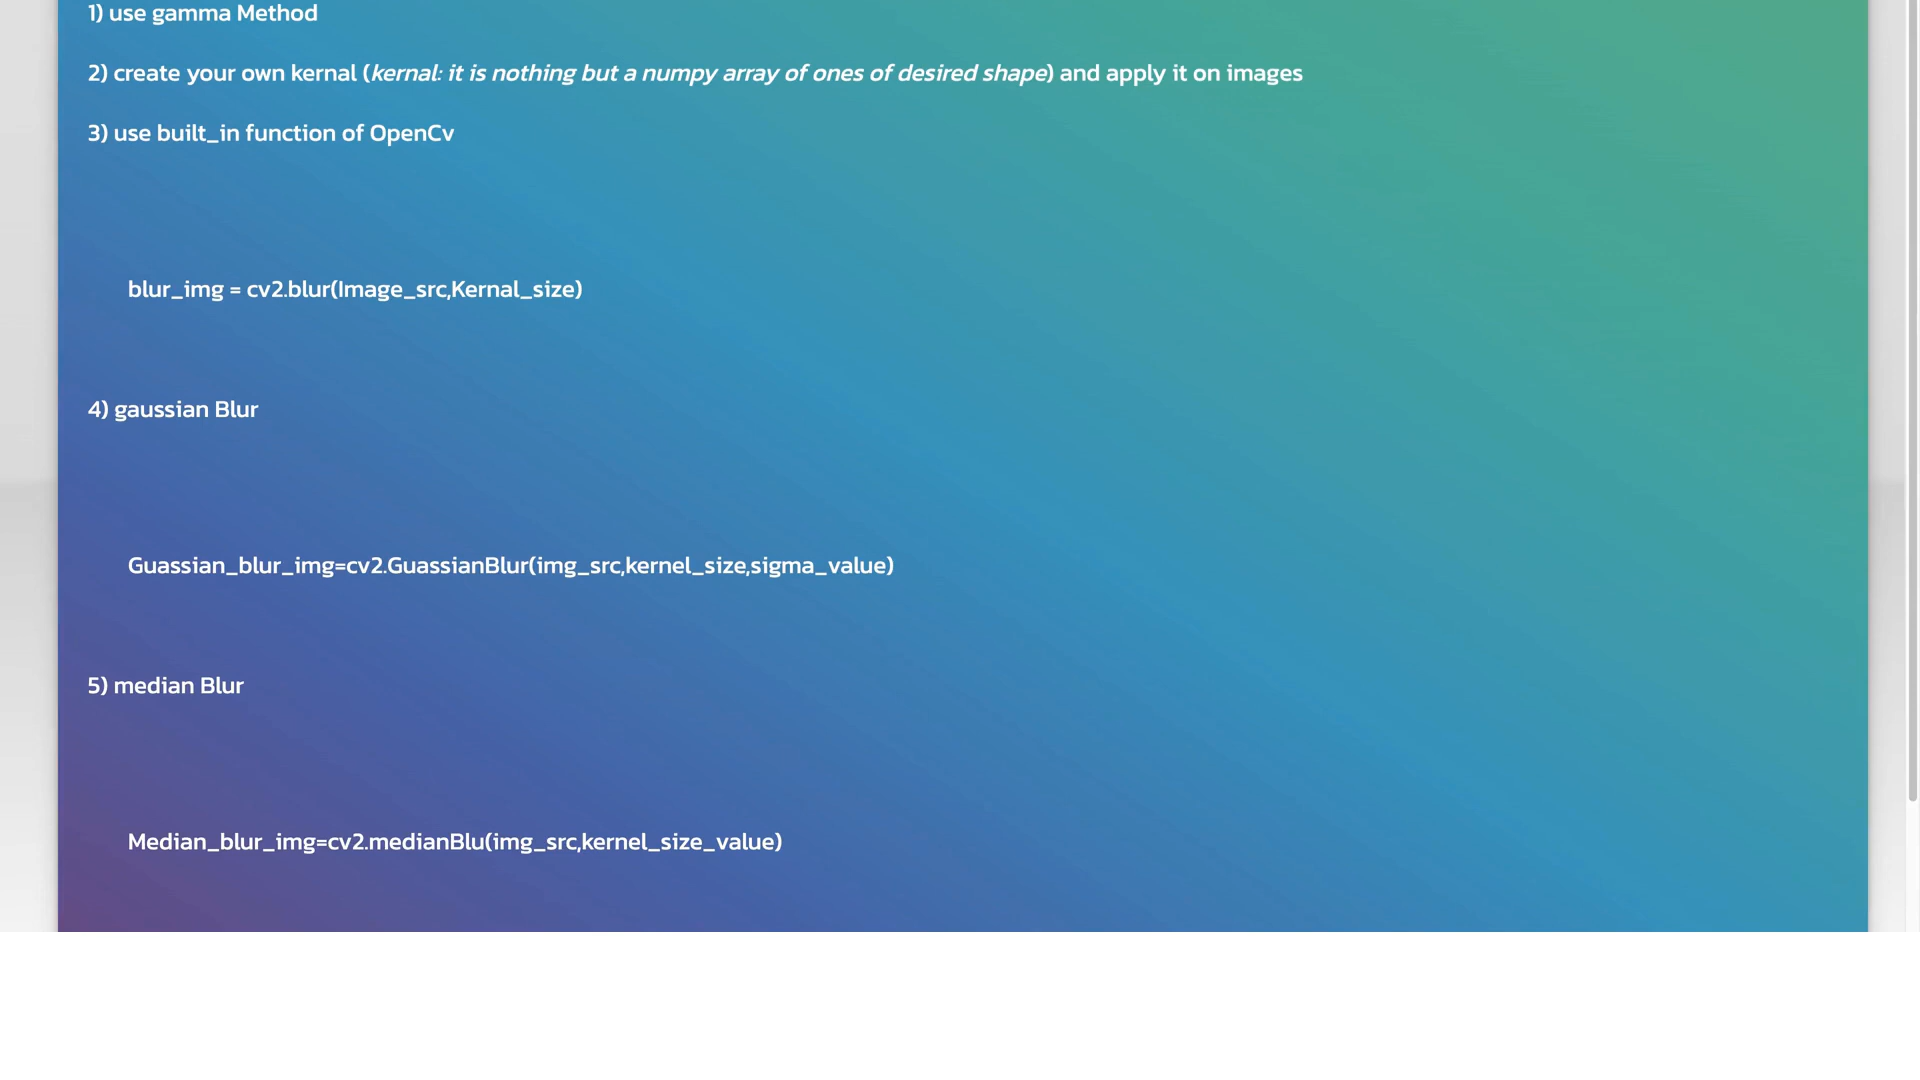 1) use gamma Method
2) create your own kernal (kernal: it is nothing but a numpy array of ones of desired shape) and apply it on images
3) use built_in function of OpenCv
blur_img = cv2.blur(Image_src,Kernal_size)
4) gaussian Blur
Guassian_blur_img=cv2.GuassianBlur(img_src,kernel_size,sigma_value)
5) median Blur
Median_blur_img=cv2.medianBlu(img_src,kernel_size_value)